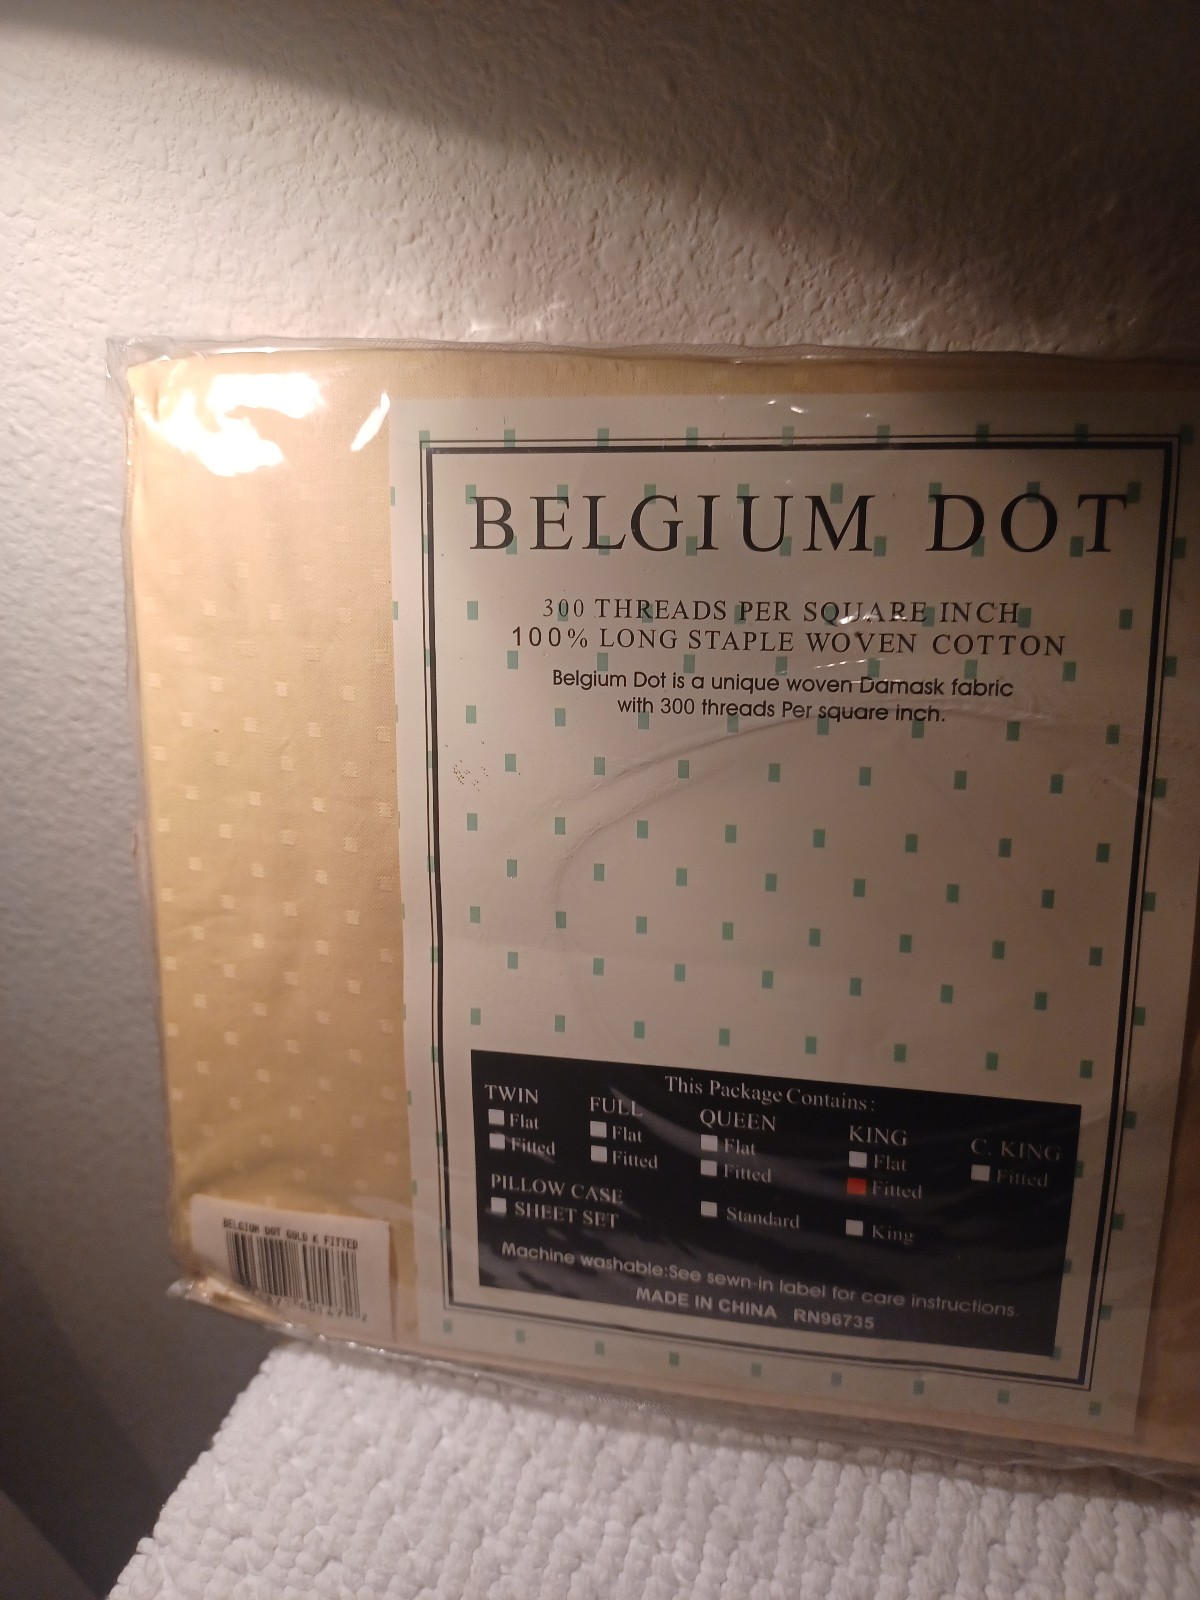 BELGIUM DOT
300 THREADS PER SQUARE INCH
100% LONG STAPLE WOVEN COTTON
Belgium Dot is a unique woven Damask fabric
with 300 threads Per square inch.
This Package Contains:
TWIN
Flat
Fitted
FULL
Flat
Fitted
QUEEN
Flat
Fitted
KING
Flat
Fitted
C. KING
Fitted
PILLOW CASE
SHEET SET
Standard
King
Machine washable:See sewn-in label for care instructions.
MADE IN CHINA RN96735
BELGIUM DOT GOLD K FITTED